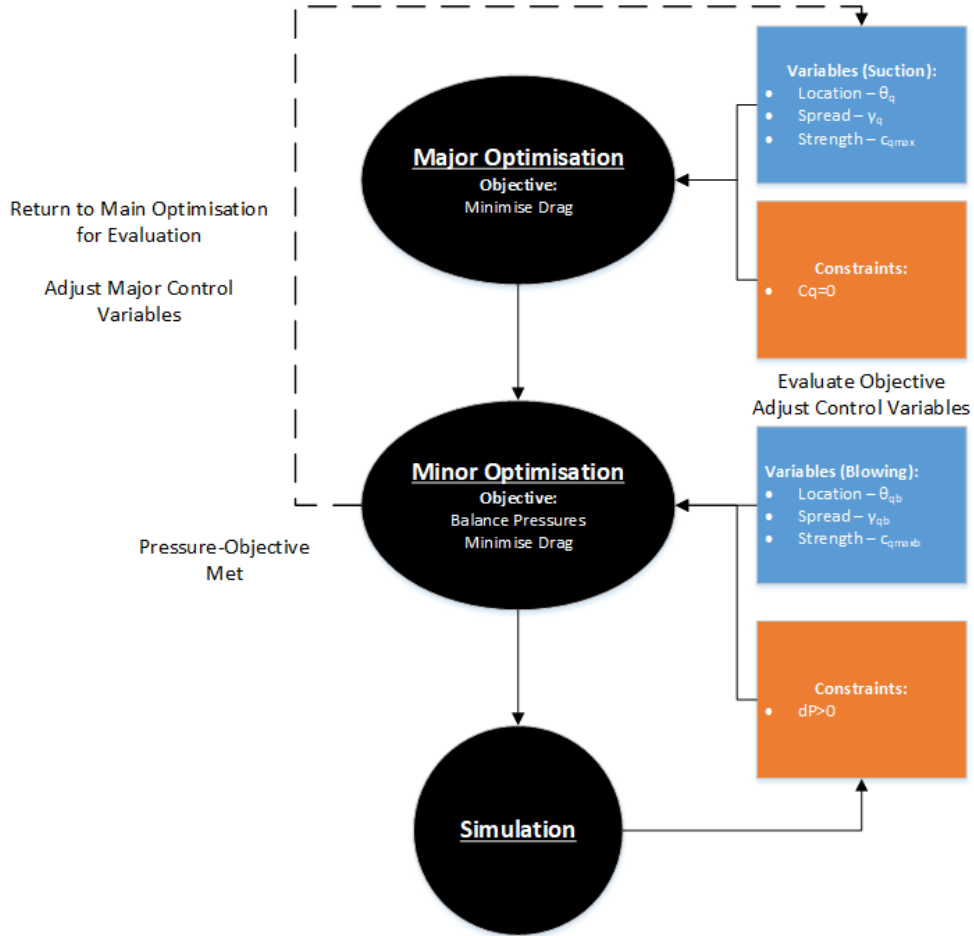 Variables (Suction):
● Location – θq
● Spread – γq
● Strength – cqmax
Major Optimisation
Objective:
Minimise Drag
Return to Main Optimisation
for Evaluation
Adjust Major Control
Variables
Constraints:
● Cq=0
Evaluate Objective
Adjust Control Variables
Minor Optimisation
Objective:
Balance Pressures
Minimise Drag
Variables (Blowing):
● Location – θqb
● Spread – γqb
● Strength – cqmaxb
Pressure-Objective
Met
Constraints:
● dP>0
Simulation